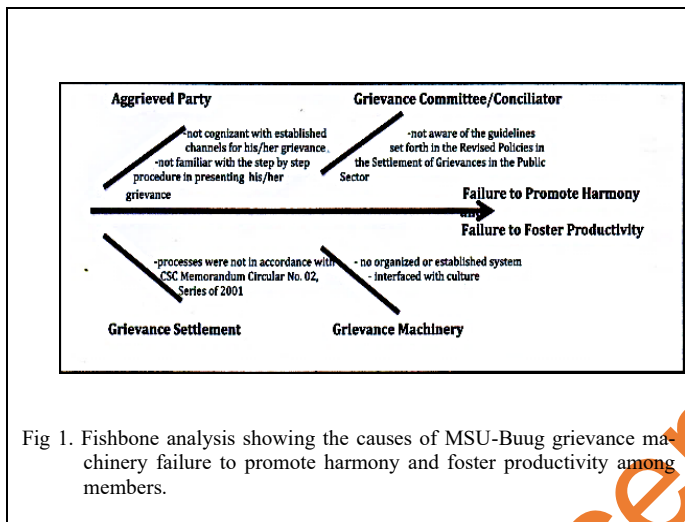 Aggrieved Party
Grievance Committee/Conciliator
-not cognizant with established
channels for his/her grievance.
-not familiar with the step by step
procedure in presenting his/her
grievance
-not aware of the guidelines
set forth in the Revised Policies in
the Settlement of Grievances in the Public
Sector
Failure to Promote Harmony
and
Failure to Foster Productivity
-processes were not in accordance with
CSC Memorandum Circular No. 02,
Series of 2001
- no organized or established system
- interfaced with culture
Grievance Settlement
Grievance Machinery
Fig 1. Fishbone analysis showing the causes of MSU-Buug grievance ma-
chinery failure to promote harmony and foster productivity among
members.